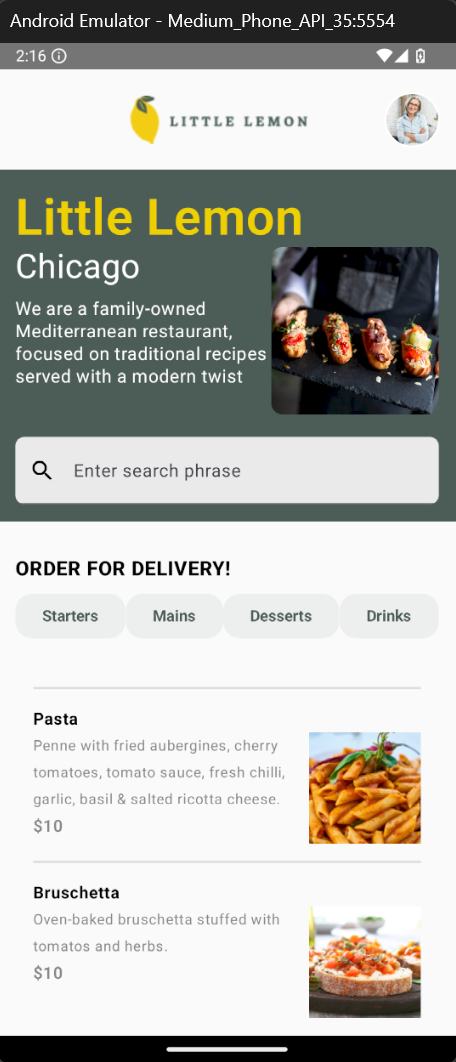 Android Emulator - Medium_Phone_API_35:5554
2:16
LITTLE LEMON
Little Lemon
Chicago
We are a family-owned
Mediterranean restaurant,
focused on traditional recipes
served with a modern twist
Enter search phrase
ORDER FOR DELIVERY!
Starters Mains Desserts Drinks
Pasta
Penne with fried aubergines, cherry
tomatoes, tomato sauce, fresh chilli,
garlic, basil & salted ricotta cheese.
$10
Bruschetta
Oven-baked bruschetta stuffed with
tomatos and herbs.
$10